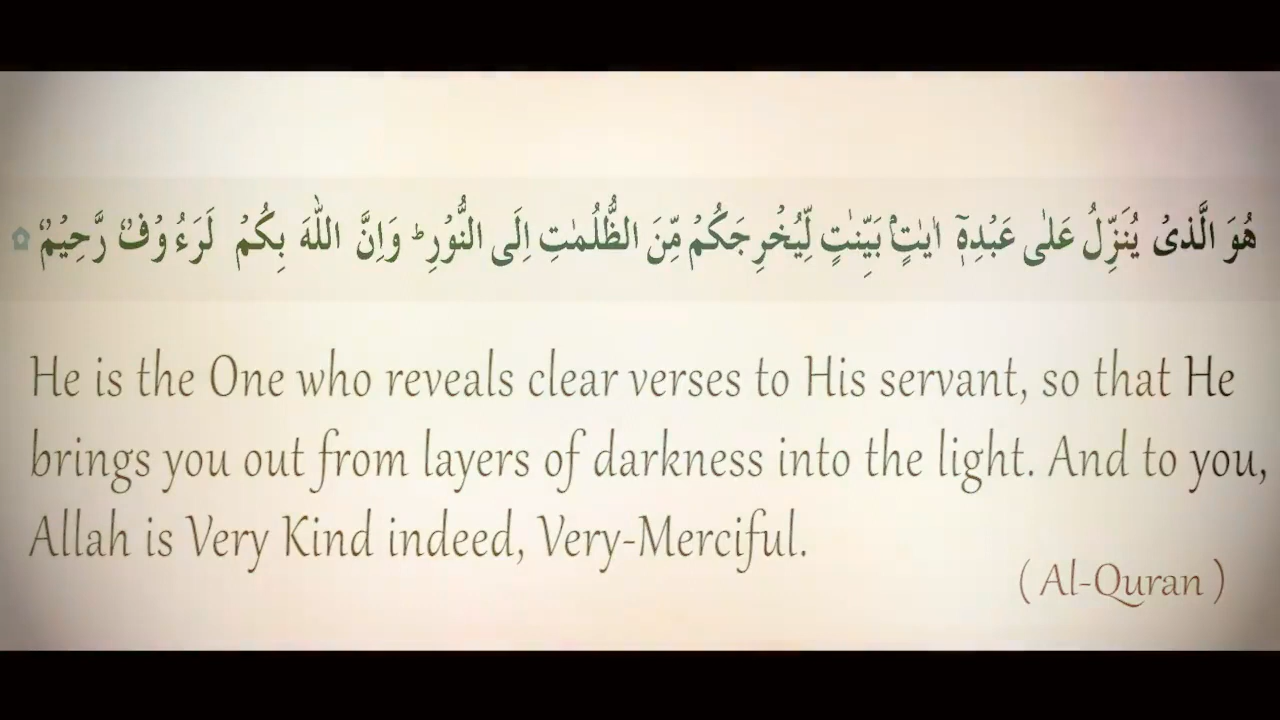 هُوَ الَّذِیْ یُنَزِّلُ عَلٰی عَبْدِهٖۤ اٰیٰتٍۭ بَیِّنٰتٍ لِّیُخْرِجَكُمْ مِّنَ الظُّلُمٰتِ اِلَی النُّوْرِ ؕ وَاِنَّ اللّٰهَ بِكُمْ لَرَءُوْفٌ رَّحِیْمٌ
He is the One who reveals clear verses to His servant, so that He
brings you out from layers of darkness into the light. And to you,
Allah is Very Kind indeed, Very-Merciful.
( Al-Quran )